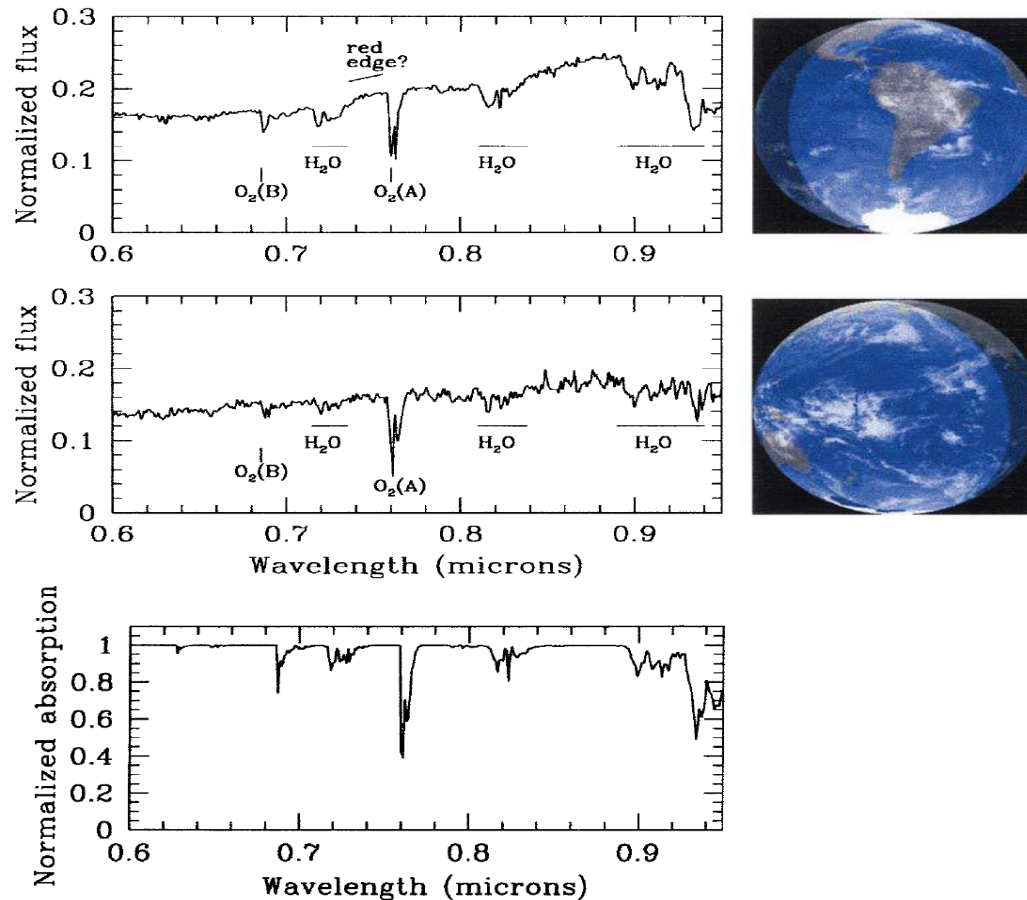 Normalized flux
0.3
0.2
0.1
0
red
edge?
H₂O
H₂O
H₂O
O₂(B)
O₂(A)
0.6
0.7
0.8
0.9
Normalized flux
0.3
0.2
0.1
0
H₂O
H₂O
H₂O
O₂(B)
O₂(A)
0.6
0.7
0.8
0.9
Wavelength (microns)
Normalized absorption
1
0.8
0.6
0.4
0.2
0
0.6
0.7
0.8
0.9
Wavelength (microns)